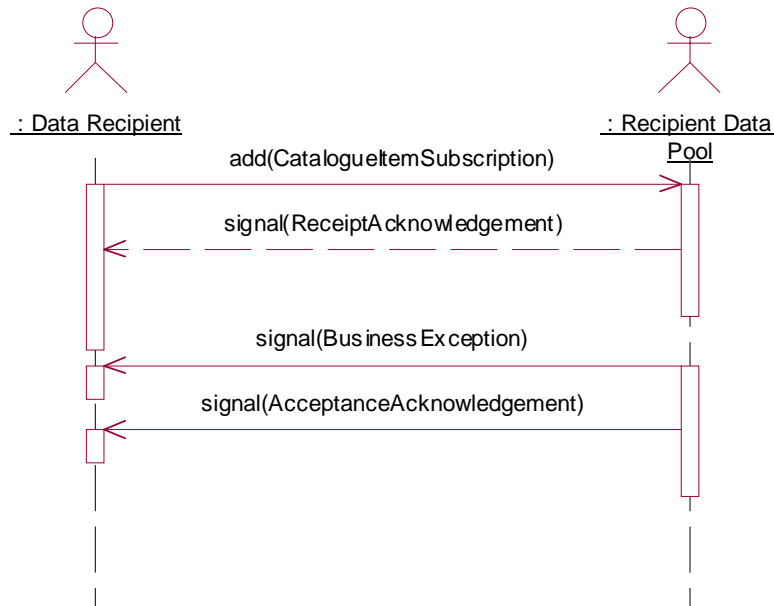 : Data Recipient
: Recipient Data
Pool
add(CatalogueItemSubscription)
signal(ReceiptAcknowledgement)
signal(BusinessException)
signal(AcceptanceAcknowledgement)